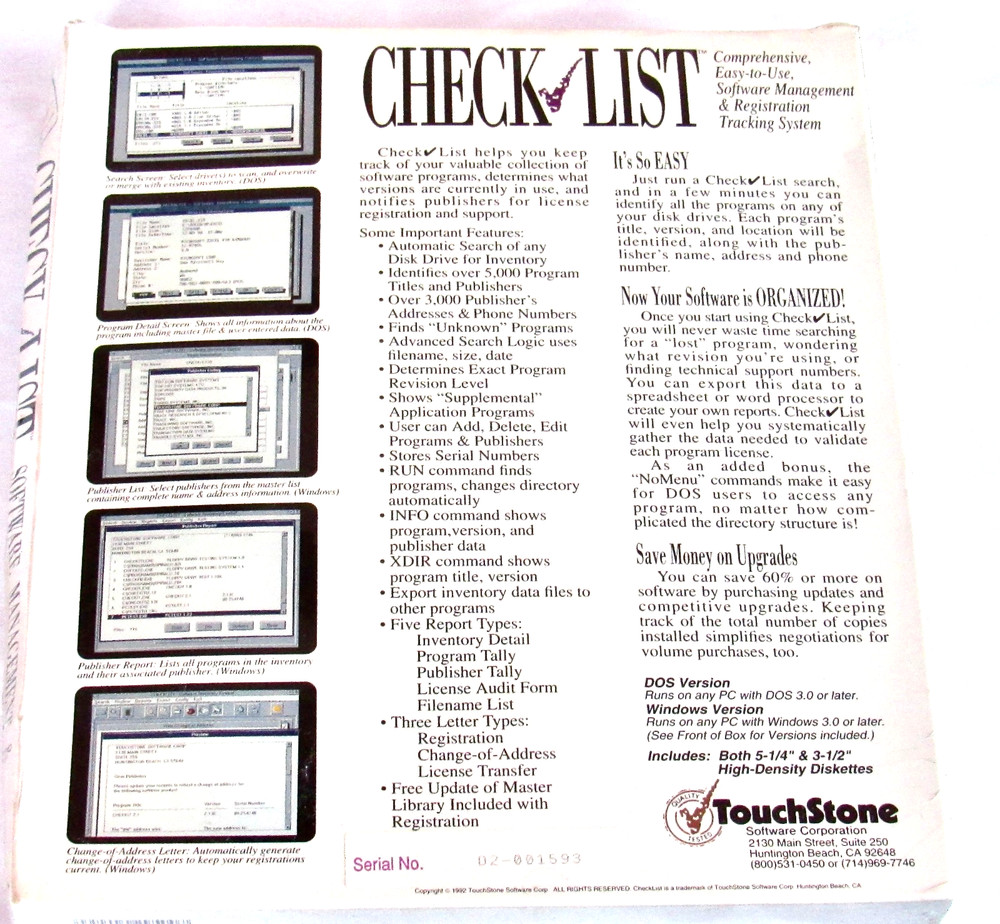 CHECK✔LIST™
Comprehensive,
Easy-to-Use,
Software Management
& Registration
Tracking System
Search Screen: Select drive(s) to scan, and overwrite
or merge with existing inventory. (DOS)
Program Detail Screen: Shows all information about the
program including master file & user entered data. (DOS)
Publisher List: Select publishers from the master list
containing complete name & address information. (Windows)
Publisher Report: Lists all programs in the inventory
and their associated publisher. (Windows)
Change-of-Address Letter: Automatically generate
change-of-address letters to keep your registrations
current. (Windows)
Check✔List helps you keep
track of your valuable collection of
software programs, determines what
versions are currently in use, and
notifies publishers for license
registration and support.
Some Important Features:
• Automatic Search of any
Disk Drive for Inventory
• Identifies over 5,000 Program
Titles and Publishers
• Over 3,000 Publisher's
Addresses & Phone Numbers
• Finds "Unknown" Programs
• Advanced Search Logic uses
filename, size, date
• Determines Exact Program
Revision Level
• Shows "Supplemental"
Application Programs
• User can Add, Delete, Edit
Programs & Publishers
• Stores Serial Numbers
• RUN command finds
programs, changes directory
automatically
• INFO command shows
program,version, and
publisher data
• XDIR command shows
program title, version
• Export inventory data files to
other programs
• Five Report Types:
Inventory Detail
Program Tally
Publisher Tally
License Audit Form
Filename List
• Three Letter Types:
Registration
Change-of-Address
License Transfer
• Free Update of Master
Library Included with
Registration
It's So EASY
Just run a Check✔List search,
and in a few minutes you can
identify all the programs on any of
your disk drives. Each program's
title, version, and location will be
identified, along with the pub-
lisher's name, address and phone
number.
Now Your Software is ORGANIZED!
Once you start using Check✔List,
you will never waste time searching
for a "lost" program, wondering
what revision you're using, or
finding technical support numbers.
You can export this data to a
spreadsheet or word processor to
create your own reports. Check✔List
will even help you systematically
gather the data needed to validate
each program license.
As an added bonus, the
"NoMenu" commands make it easy
for DOS users to access any
program, no matter how com-
plicated the directory structure is!
Save Money on Upgrades
You can save 60% or more on
software by purchasing updates and
competitive upgrades. Keeping
track of the total number of copies
installed simplifies negotiations for
volume purchases, too.
DOS Version
Runs on any PC with DOS 3.0 or later.
Windows Version
Runs on any PC with Windows 3.0 or later.
(See Front of Box for Versions included.)
Includes: Both 5-1/4" & 3-1/2"
High-Density Diskettes
QUALITY
TESTED
TouchStone
Software Corporation
2130 Main Street, Suite 250
Huntington Beach, CA 92648
(800)531-0450 or (714)969-7746
Serial No. 02-001593
Copyright © 1992 TouchStone Software Corp. ALL RIGHTS RESERVED. CheckList is a trademark of TouchStone Software Corp. Huntington Beach, CA